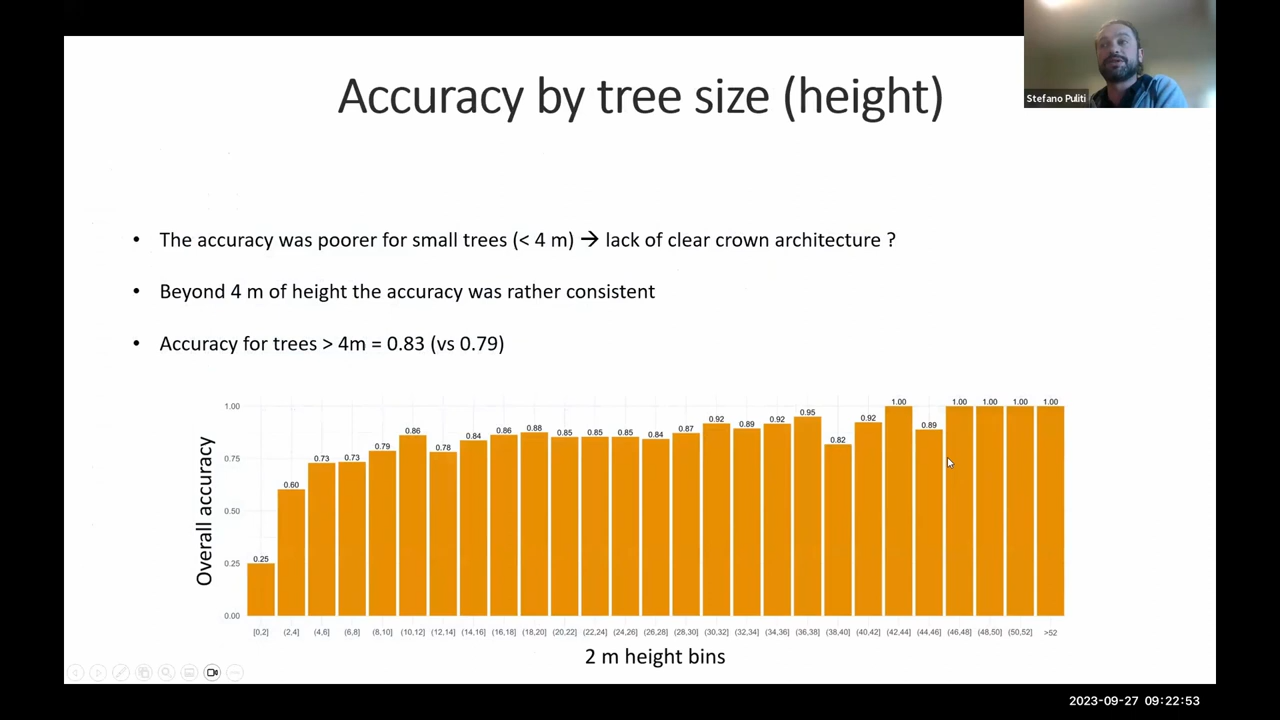 Accuracy by tree size (height)
Stefano Puliti
• The accuracy was poorer for small trees (< 4 m) → lack of clear crown architecture ?
• Beyond 4 m of height the accuracy was rather consistent
• Accuracy for trees > 4m = 0.83 (vs 0.79)
Overall accuracy
1.00
0.75
0.50
0.25
0.00
0.25 0.60 0.73 0.73 0.79 0.86 0.78 0.84 0.86 0.88 0.85 0.85 0.85 0.84 0.87 0.92 0.89 0.92 0.95 0.82 0.92 1.00 0.89 1.00 1.00 1.00 1.00
[0,2] (2,4] (4,6] (6,8] (8,10] (10,12] (12,14] (14,16] (16,18] (18,20] (20,22] (22,24] (24,26] (26,28] (28,30] (30,32] (32,34] (34,36] (36,38] (38,40] (40,42] (42,44] (44,46] (46,48] (48,50] (50,52] >52
2 m height bins
2023-09-27 09:22:53